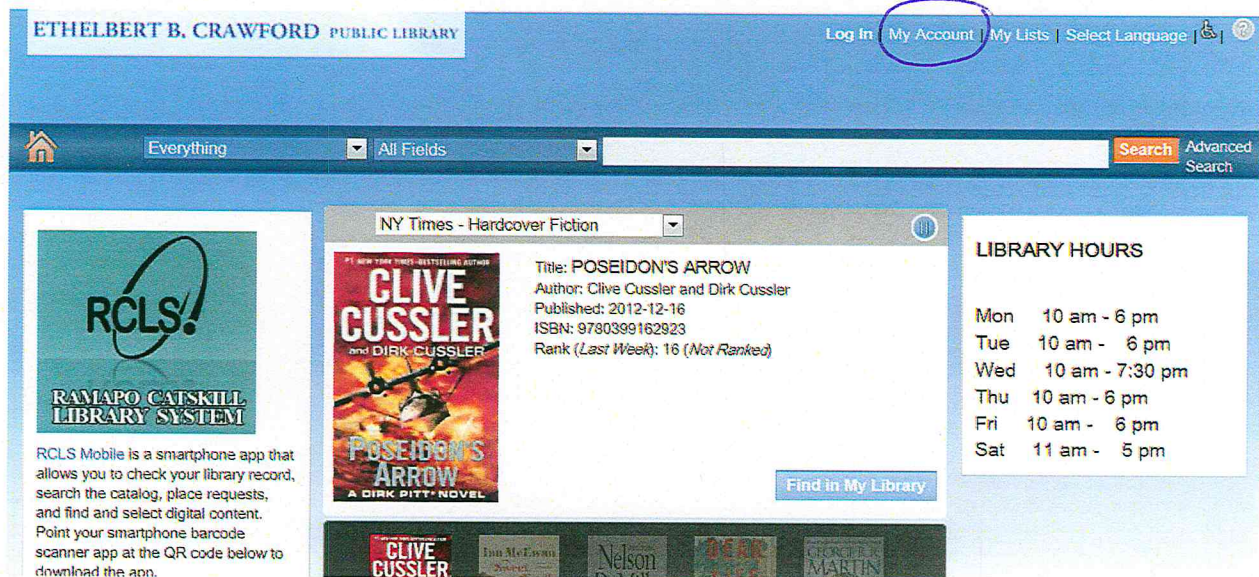 ETHELBERT B. CRAWFORD PUBLIC LIBRARY
Log In | My Account | My Lists | Select Language | |
Everything All Fields Search Advanced Search
RCLS!
RAMAPO CATSKILL
LIBRARY SYSTEM
RCLS Mobile is a smartphone app that
allows you to check your library record,
search the catalog, place requests,
and find and select digital content.
Point your smartphone barcode
scanner app at the QR code below to
download the app.
NY Times - Hardcover Fiction
#1 NEW YORK TIMES-BESTSELLING AUTHOR
CLIVE
CUSSLER
and DIRK CUSSLER
POSEIDON'S
ARROW
A DIRK PITT® NOVEL
Title: POSEIDON'S ARROW
Author: Clive Cussler and Dirk Cussler
Published: 2012-12-16
ISBN: 9780399162923
Rank (Last Week): 16 (Not Ranked)
Find in My Library
CLIVE
CUSSLER
Ian McEwan
Sweet
Nelson
DEAR
GEORGE R.R.
MARTIN
LIBRARY HOURS
Mon 10 am - 6 pm
Tue 10 am - 6 pm
Wed 10 am - 7:30 pm
Thu 10 am - 6 pm
Fri 10 am - 6 pm
Sat 11 am - 5 pm